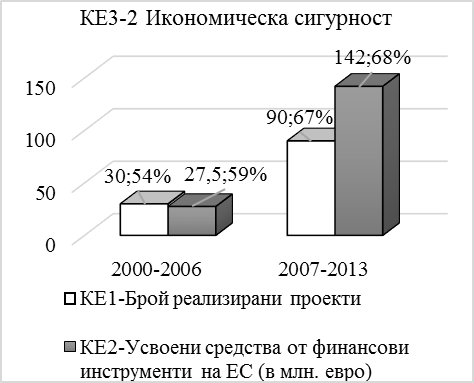 КЕ3-2 Икономическа сигурност
142;68%
150
90;67%
100
30;54% 27,5;59%
50
0
2000-2006 2007-2013
КЕ1-Брой реализирани проекти
КЕ2-Усвоени средства от финансови
инструменти на ЕС (в млн. евро)